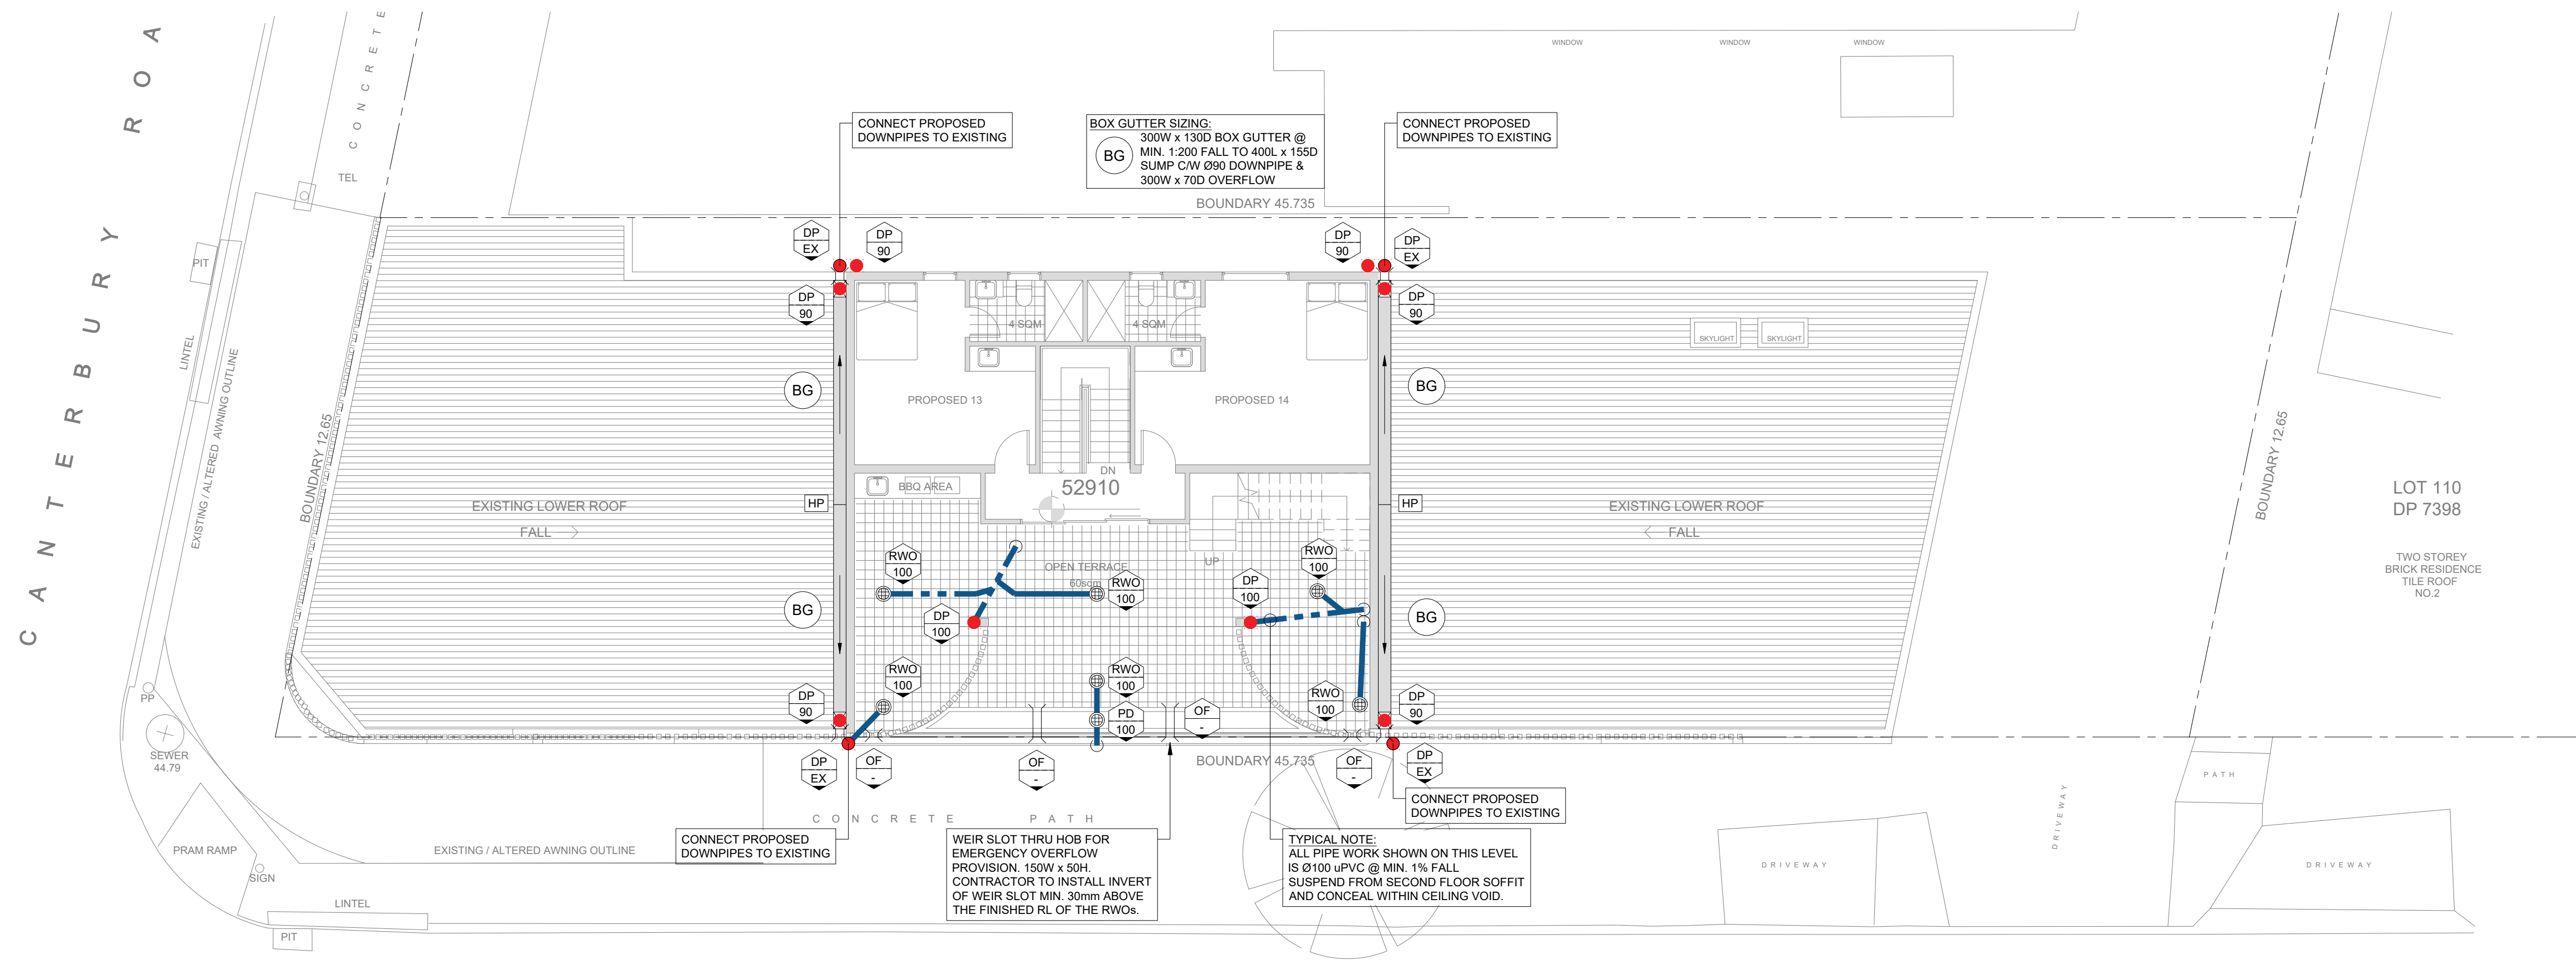 CANTERBURY ROA
CONCRETE
TEL
PIT
LINTEL
EXISTING / ALTERED AWNING OUTLINE
BOUNDARY 12.65
WINDOW
WINDOW
WINDOW
CONNECT PROPOSED
DOWNPIPES TO EXISTING
BOX GUTTER SIZING:
BG
300W x 130D BOX GUTTER @
MIN. 1:200 FALL TO 400L x 155D
SUMP C/W Ø90 DOWNPIPE &
300W x 70D OVERFLOW
CONNECT PROPOSED
DOWNPIPES TO EXISTING
BOUNDARY 45.735
DP
EX
DP
90
DP
90
DP
EX
DP
90
DP
90
4 SQM
4 SQM
SKYLIGHT
SKYLIGHT
BG
PROPOSED 13
PROPOSED 14
BG
DN
52910
BBQ AREA
HP
HP
EXISTING LOWER ROOF
FALL
EXISTING LOWER ROOF
FALL
BOUNDARY 12.65
LOT 110
DP 7398
TWO STOREY
BRICK RESIDENCE
TILE ROOF
NO.2
RWO
100
OPEN TERRACE
60sqm
UP
RWO
100
RWO
100
DP
100
DP
100
BG
BG
RWO
100
RWO
100
RWO
100
DP
90
PD
100
OF
-
DP
90
PP
SEWER
44.79
DP
EX
OF
-
OF
-
BOUNDARY 45.735
OF
-
DP
EX
CONNECT PROPOSED
DOWNPIPES TO EXISTING
CONCRETE PATH
CONNECT PROPOSED
DOWNPIPES TO EXISTING
WEIR SLOT THRU HOB FOR
EMERGENCY OVERFLOW
PROVISION. 150W x 50H.
CONTRACTOR TO INSTALL INVERT
OF WEIR SLOT MIN. 30mm ABOVE
THE FINISHED RL OF THE RWOs.
TYPICAL NOTE:
ALL PIPE WORK SHOWN ON THIS LEVEL
IS Ø100 uPVC @ MIN. 1% FALL
SUSPEND FROM SECOND FLOOR SOFFIT
AND CONCEAL WITHIN CEILING VOID.
PRAM RAMP
EXISTING / ALTERED AWNING OUTLINE
SIGN
LINTEL
PIT
PATH
DRIVEWAY
DRIVEWAY
DRIVEWAY